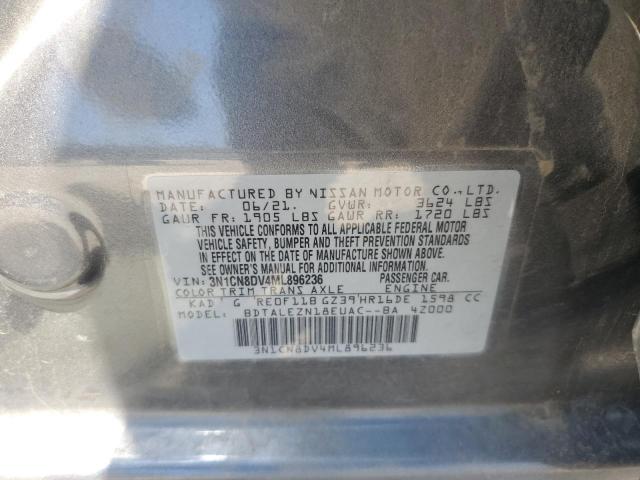 MANUFACTURED BY NISSAN MOTOR CO.,LTD.
DATE: 06/21. GVWR: 3624 LBS
GAWR FR: 1905 LBS GAWR RR: 1720 LBS
THIS VEHICLE CONFORMS TO ALL APPLICABLE FEDERAL MOTOR
VEHICLE SAFETY, BUMPER AND THEFT PREVENTION STANDARDS
IN EFFECT ON THE DATE OF MANUFACTURE SHOWN ABOVE.
SEE OWNER'S MANUAL FOR ADDITIONAL INFORMATION
VIN: 3N1CN8DV4ML896236 PASSENGER CAR.
COLOR TRIM TRANS AXLE ENGINE
KAD G RE0F11B GZ39 HR16DE 1598 CC
MODEL: BDTALEZN18EUAC--BA 4Z000
3N1CN8DV4ML896236